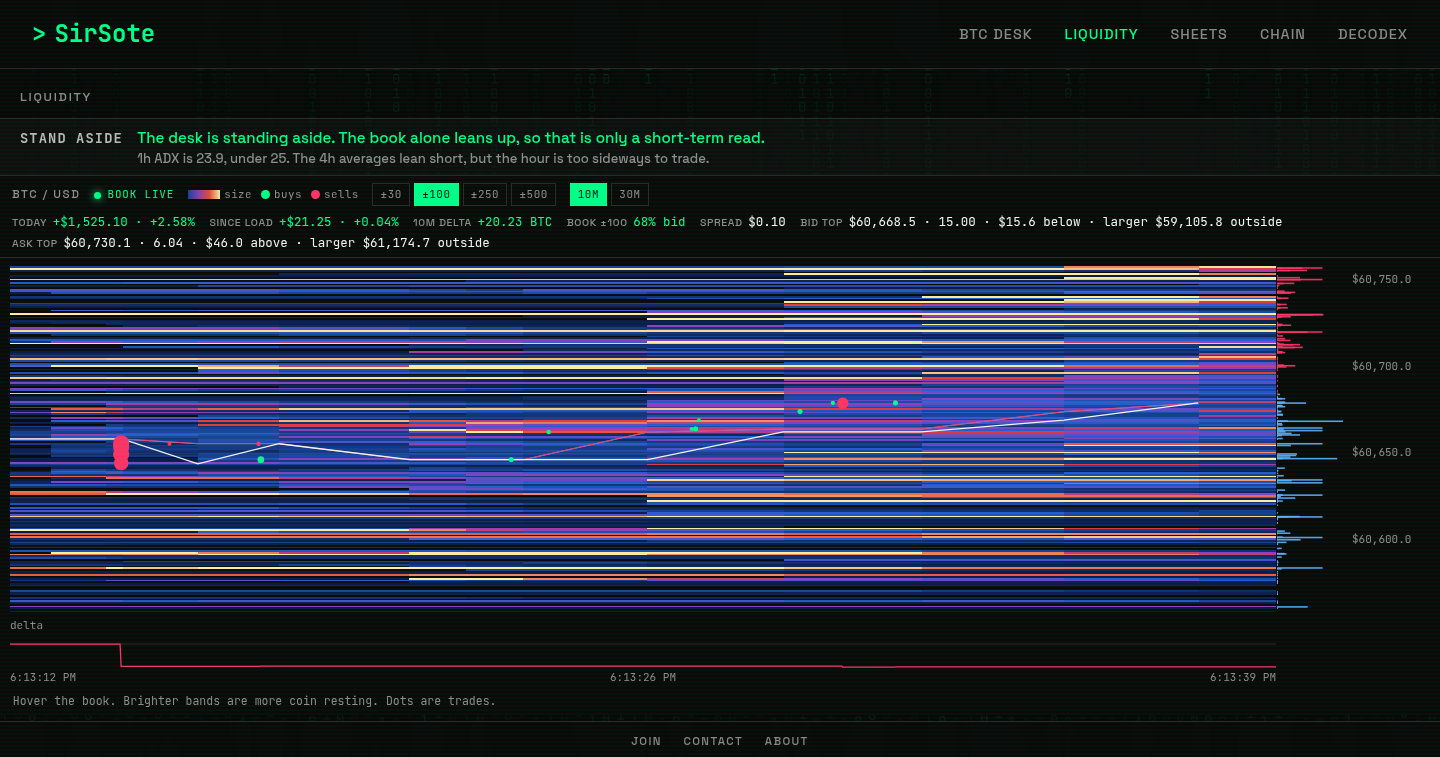 > SirSote
BTC DESK LIQUIDITY SHEETS CHAIN DECODEX
LIQUIDITY
STAND ASIDE The desk is standing aside. The book alone leans up, so that is only a short-term read.
1h ADX is 23.9, under 25. The 4h averages lean short, but the hour is too sideways to trade.
BTC / USD BOOK LIVE size buys sells ±30 ±100 ±250 ±500 10M 30M
TODAY +$1,525.10 · +2.58% SINCE LOAD +$21.25 · +0.04% 10M DELTA +20.23 BTC BOOK ±100 68% bid SPREAD $0.10 BID TOP $60,668.5 · 15.00 · $15.6 below · larger $59,105.8 outside
ASK TOP $60,730.1 · 6.04 · $46.0 above · larger $61,174.7 outside
$60,750.0
$60,700.0
$60,650.0
$60,600.0
delta
6:13:12 PM 6:13:26 PM 6:13:39 PM
Hover the book. Brighter bands are more coin resting. Dots are trades.
JOIN CONTACT ABOUT